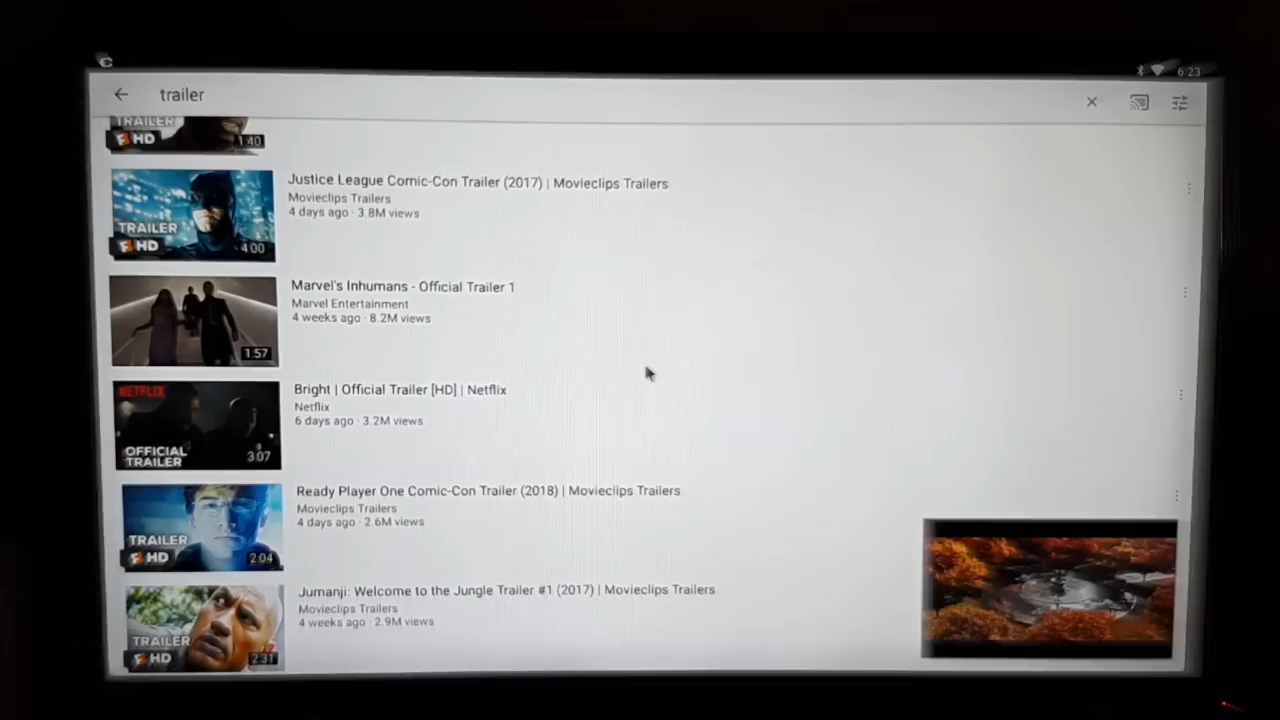 6:23
trailer
TRAILER
HD
1:40
Justice League Comic-Con Trailer (2017) | Movieclips Trailers
Movieclips Trailers
4 days ago · 3.8M views
TRAILER
HD
4:00
Marvel's Inhumans - Official Trailer 1
Marvel Entertainment
4 weeks ago · 8.2M views
1:57
Bright | Official Trailer [HD] | Netflix
Netflix
6 days ago · 3.2M views
NETFLIX
OFFICIAL
TRAILER
3:07
Ready Player One Comic-Con Trailer (2018) | Movieclips Trailers
Movieclips Trailers
4 days ago · 2.6M views
TRAILER
HD
2:04
Jumanji: Welcome to the Jungle Trailer #1 (2017) | Movieclips Trailers
Movieclips Trailers
4 weeks ago · 2.9M views
TRAILER
HD
2:31